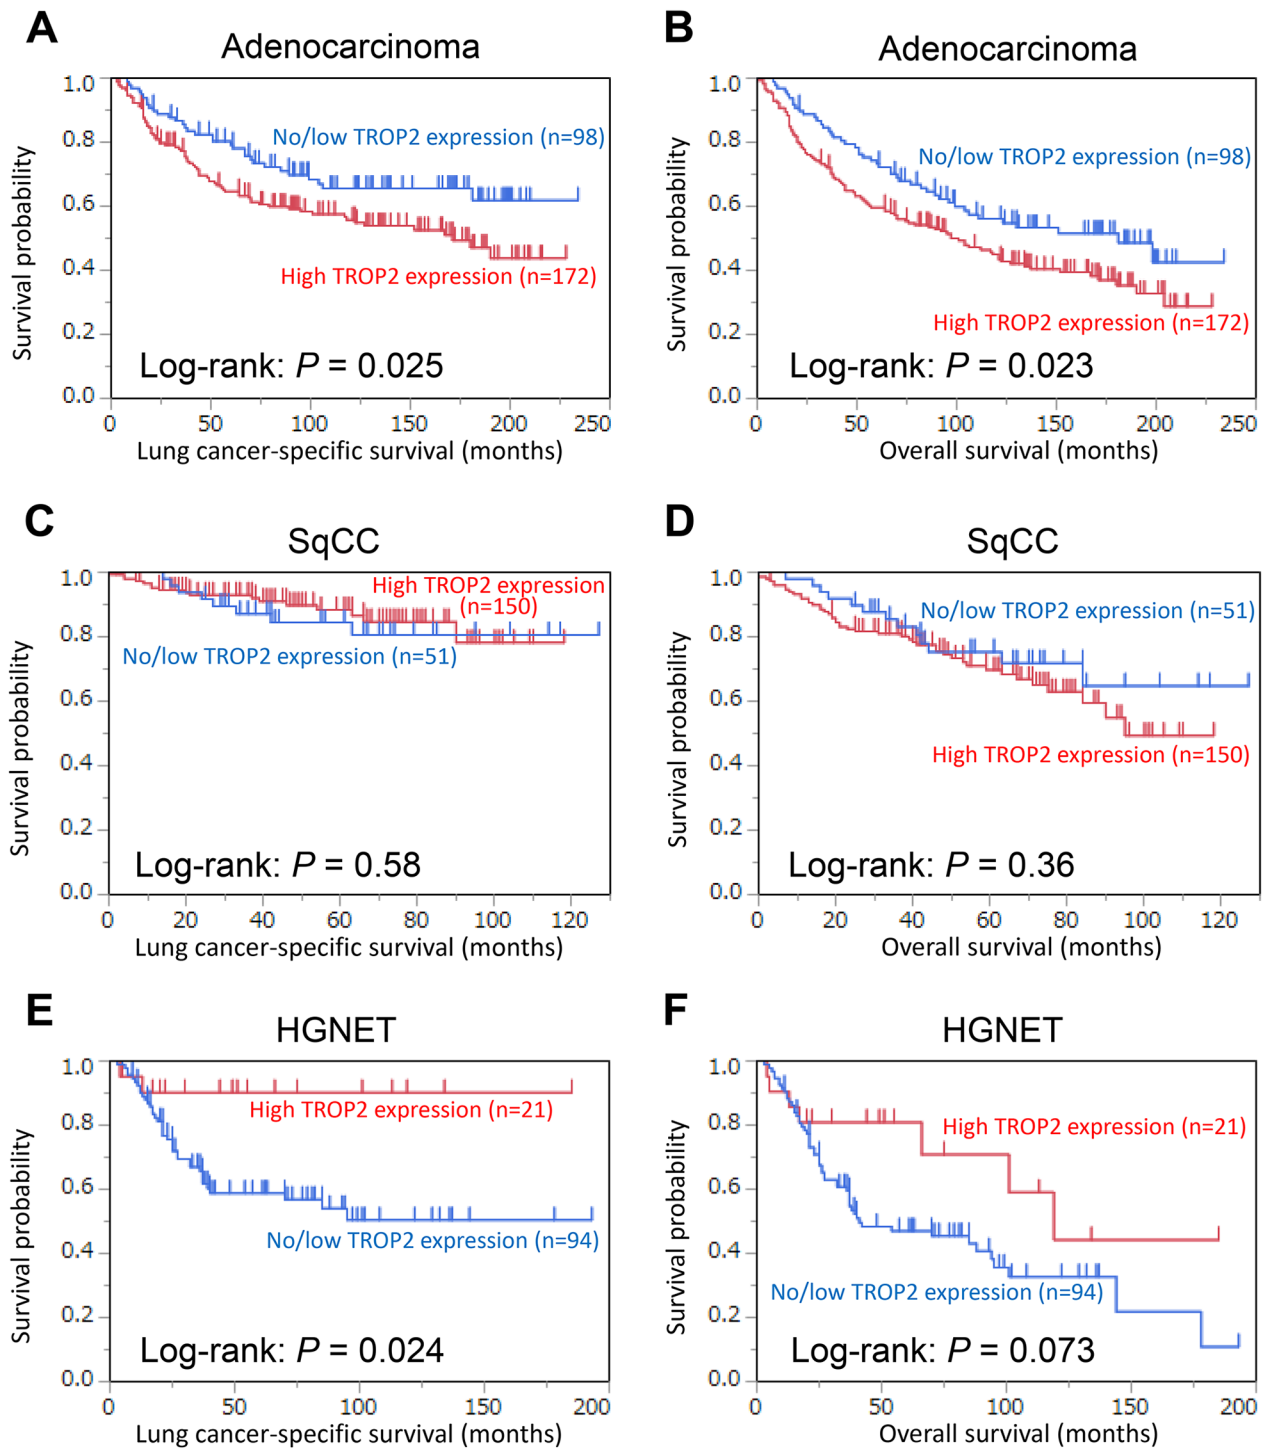 A
Adenocarcinoma
Survival probability
1.0
0.8
0.6
0.4
0.2
0.0
No/low TROP2 expression (n=98)
High TROP2 expression (n=172)
Log-rank: P = 0.025
0 50 100 150 200 250
Lung cancer-specific survival (months)
B
Adenocarcinoma
Survival probability
1.0
0.8
0.6
0.4
0.2
0.0
No/low TROP2 expression (n=98)
High TROP2 expression (n=172)
Log-rank: P = 0.023
0 50 100 150 200 250
Overall survival (months)
C
SqCC
Survival probability
1.0
0.8
0.6
0.4
0.2
0.0
High TROP2 expression
(n=150)
No/low TROP2 expression (n=51)
Log-rank: P = 0.58
0 20 40 60 80 100 120
Lung cancer-specific survival (months)
D
SqCC
Survival probability
1.0
0.8
0.6
0.4
0.2
0.0
No/low TROP2 expression (n=51)
High TROP2 expression (n=150)
Log-rank: P = 0.36
0 20 40 60 80 100 120
Overall survival (months)
E
HGNET
Survival probability
1.0
0.8
0.6
0.4
0.2
0.0
High TROP2 expression (n=21)
No/low TROP2 expression (n=94)
Log-rank: P = 0.024
0 50 100 150 200
Lung cancer-specific survival (months)
F
HGNET
Survival probability
1.0
0.8
0.6
0.4
0.2
0.0
High TROP2 expression (n=21)
No/low TROP2 expression (n=94)
Log-rank: P = 0.073
0 50 100 150 200
Overall survival (months)